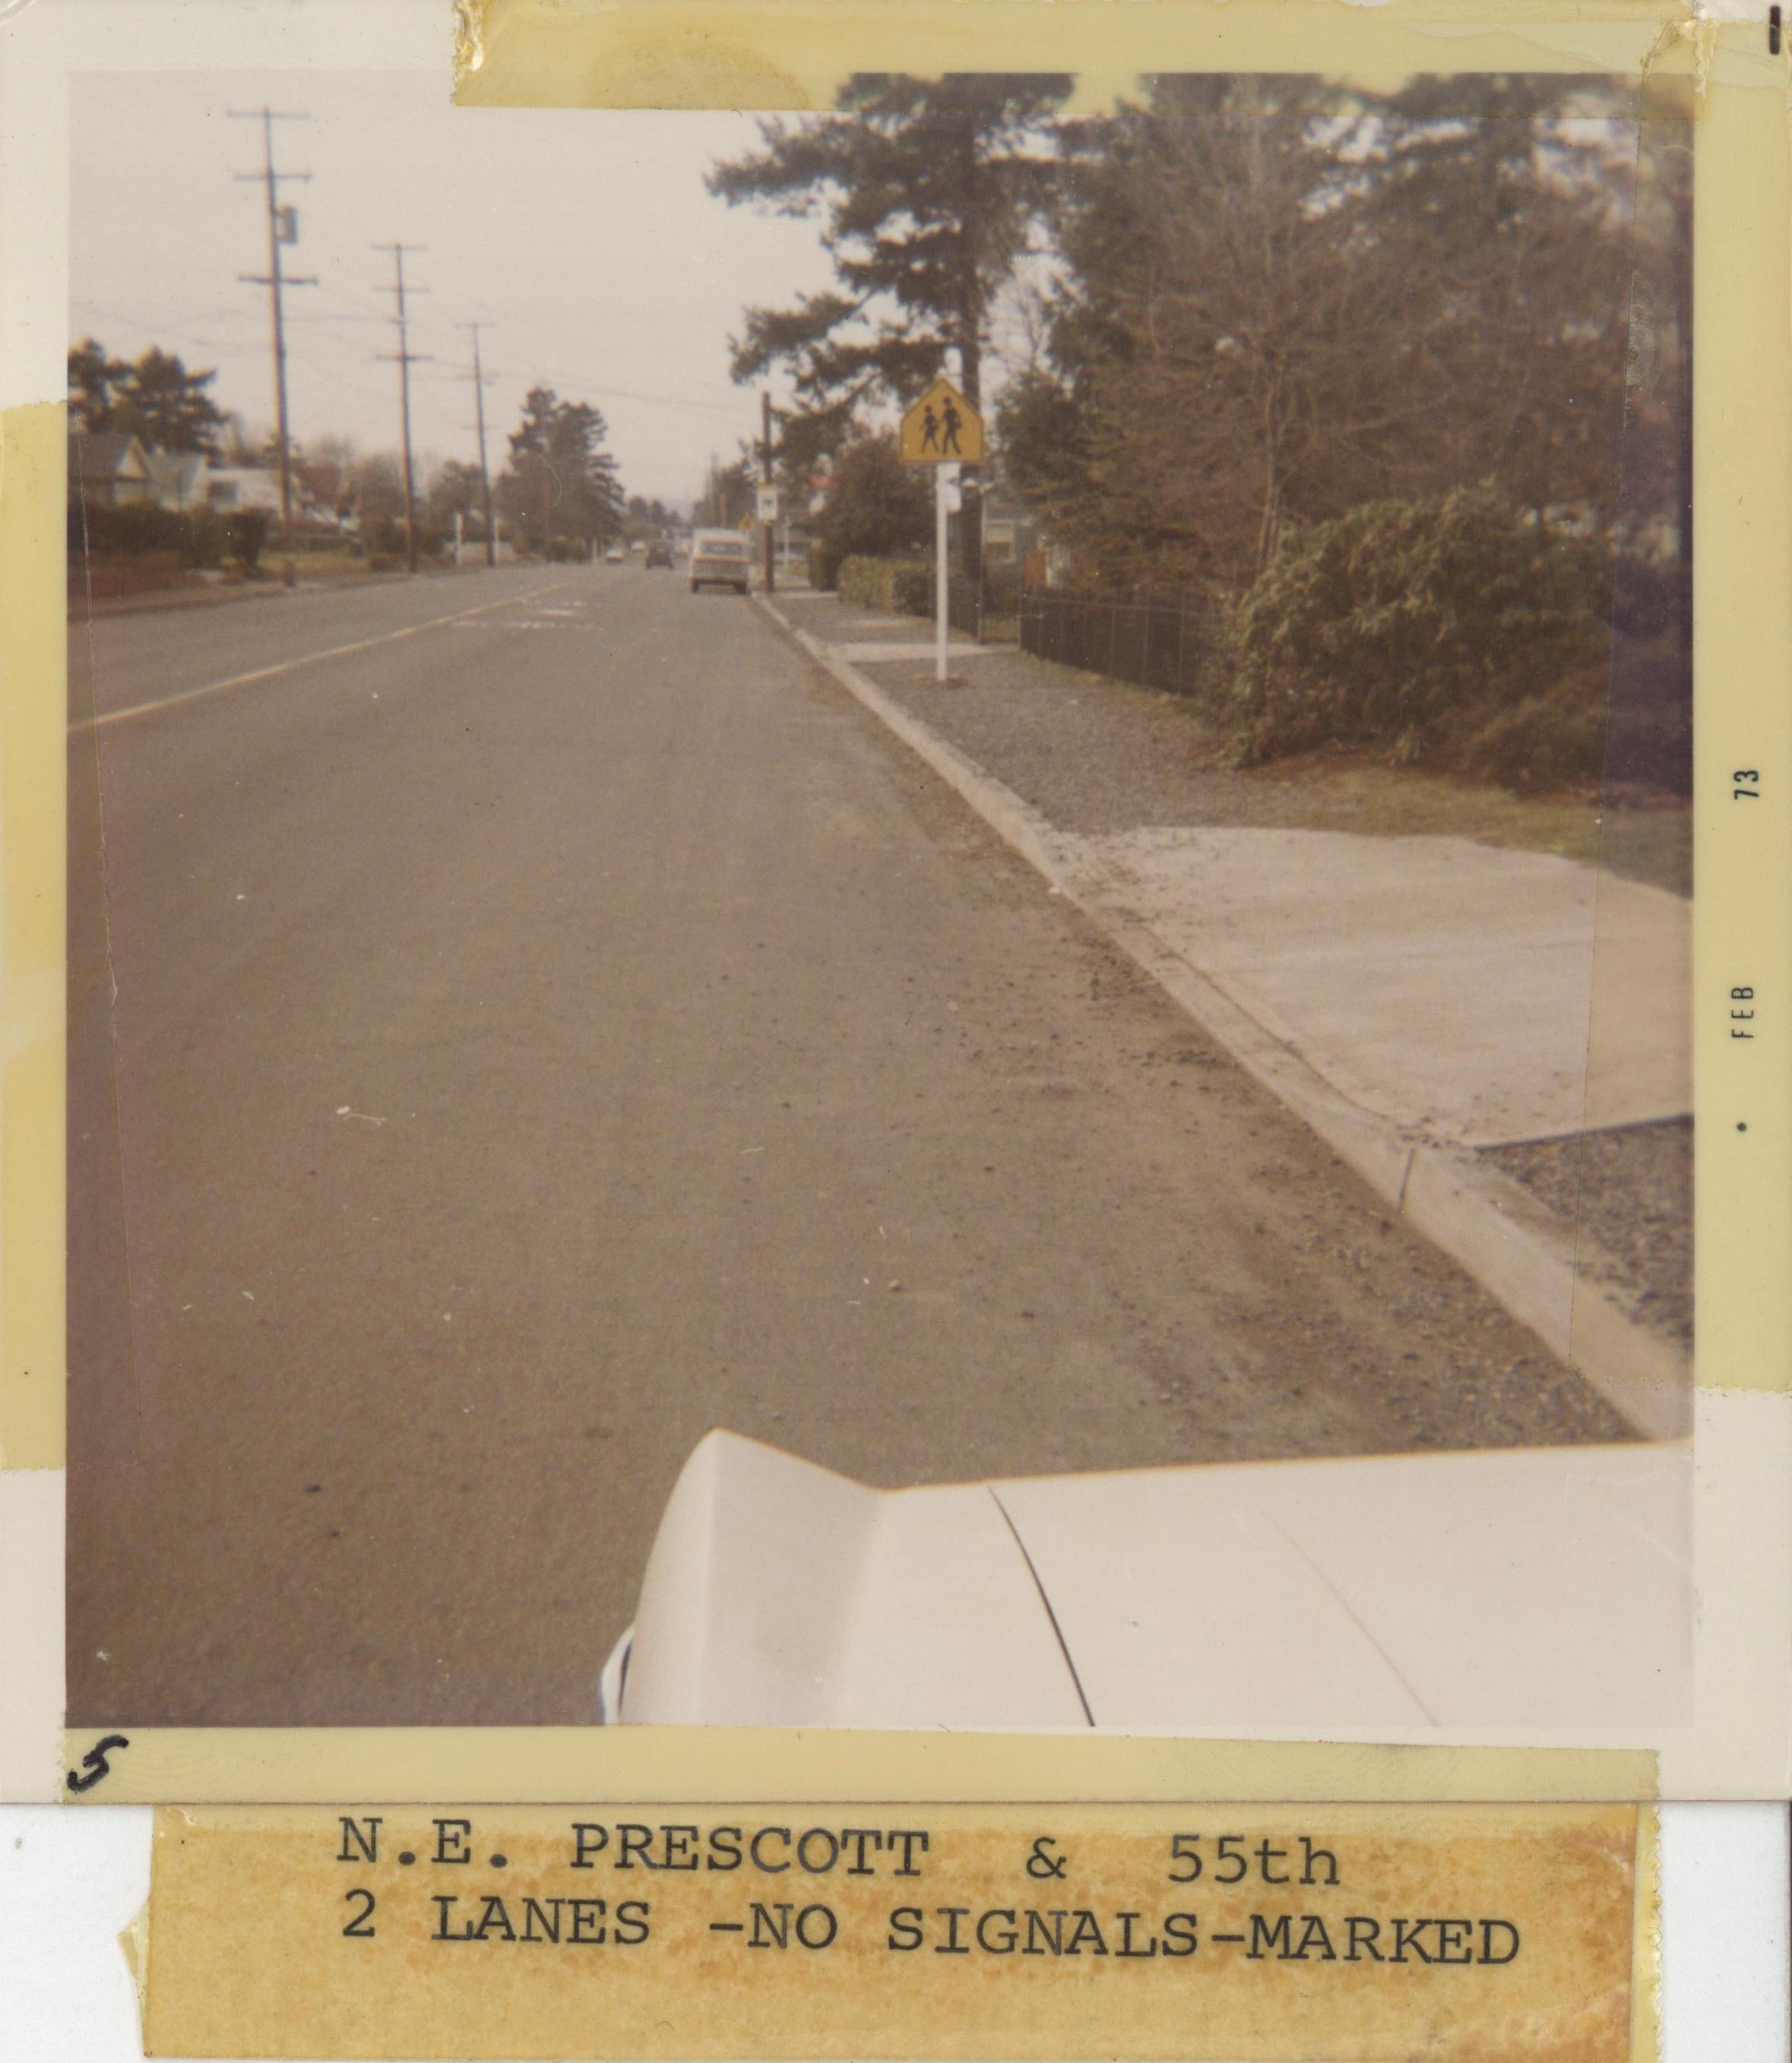 FEB 73
5
N.E. PRESCOTT & 55th
2 LANES -NO SIGNALS-MARKED